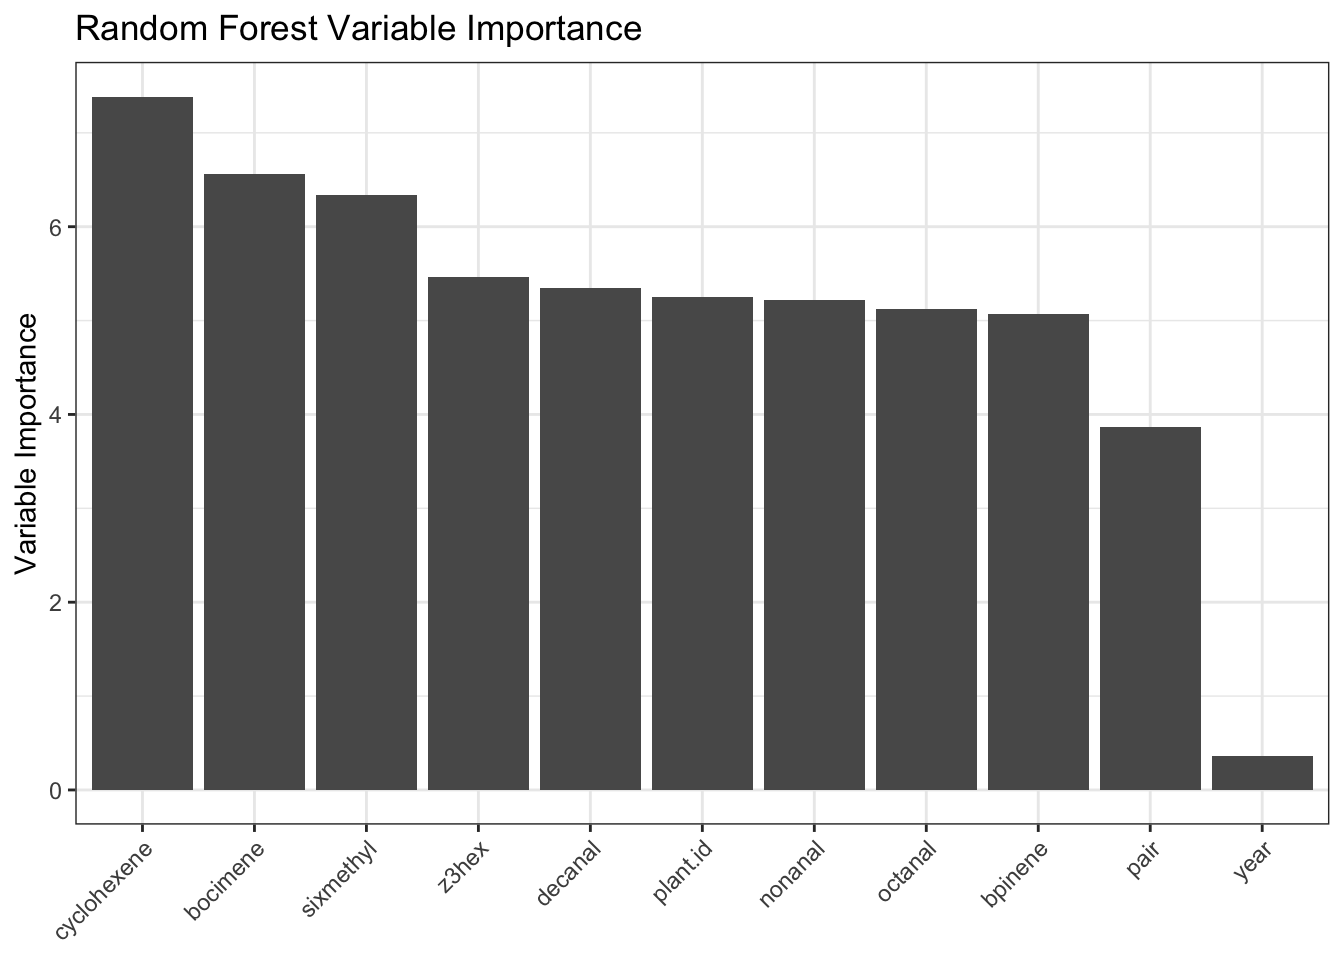 Random Forest Variable Importance
Variable Importance
6
4
2
0
cyclohexene
bocimene
sixmethyl
z3hex
decanal
plant.id
nonanal
octanal
bpinene
pair
year